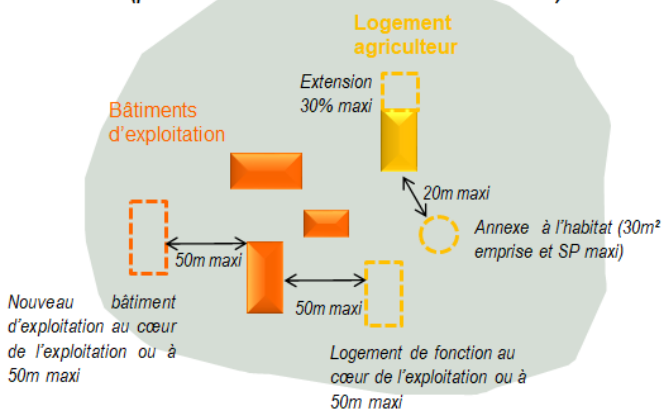 Logement
agriculteur
Extension
30% maxi
Bâtiments
d'exploitation
20m maxi
Annexe à l'habitat (30m²
emprise et SP maxi)
50m maxi
50m maxi
Nouveau bâtiment
d'exploitation au cœur
de l'exploitation ou à
50m maxi
Logement de fonction au
cœur de l'exploitation ou à
50m maxi